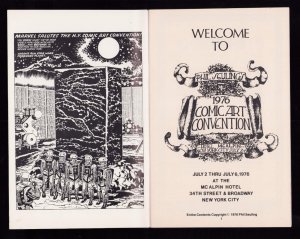 MARVEL SALUTES THE N.Y. COMIC ART CONVENTION
WELCOME
TO
PHIL SEULING'S
1976
COMIC ART
CONVENTION
JULY 2 THRU JULY 6, 1976
AT THE
MC ALPIN HOTEL
34TH STREET & BROADWAY
NEW YORK CITY
Entire Contents Copyright © 1976 Phil Seuling